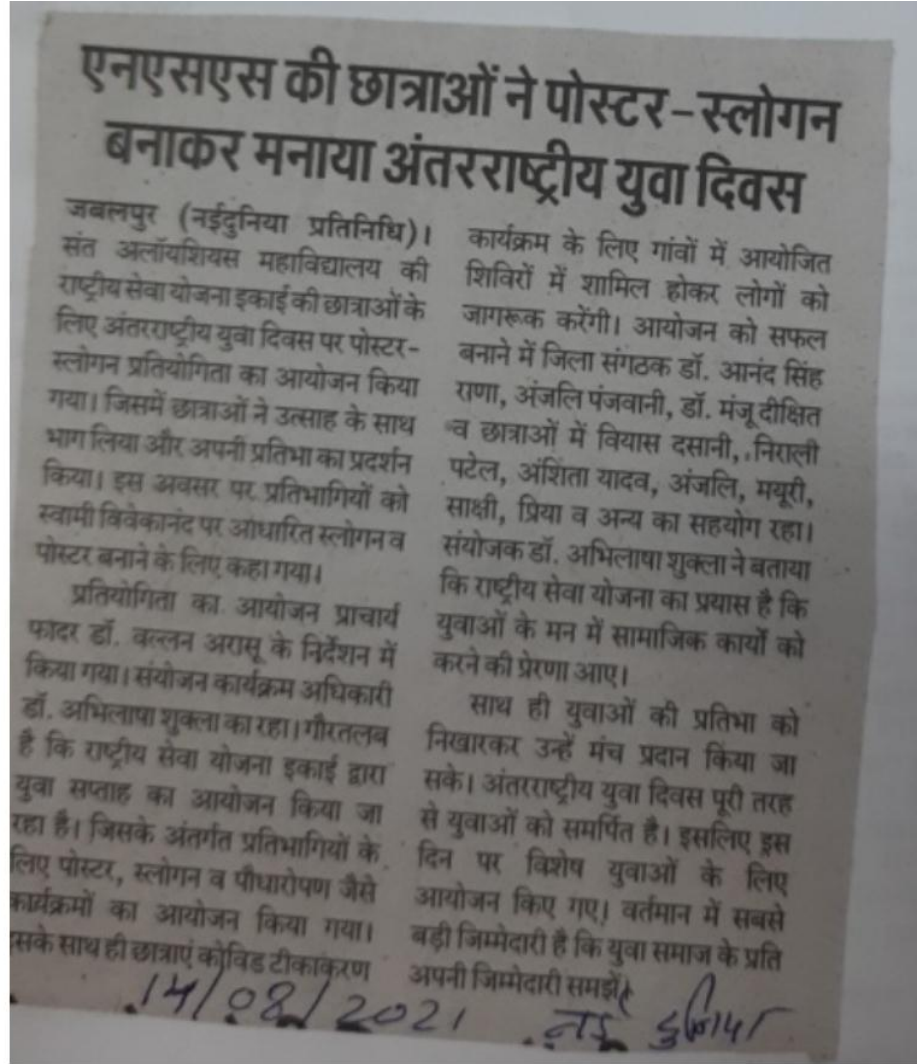 एनएसएस की छात्राओं ने पोस्टर-स्लोगन
बनाकर मनाया अंतरराष्ट्रीय युवा दिवस
जबलपुर (नईदुनिया प्रतिनिधि)।
संत अलॉयशियस महाविद्यालय की
राष्ट्रीय सेवा योजना इकाई की छात्राओं के
लिए अंतरराष्ट्रीय युवा दिवस पर पोस्टर-
स्लोगन प्रतियोगिता का आयोजन किया
गया। जिसमें छात्राओं ने उत्साह के साथ
भाग लिया और अपनी प्रतिभा का प्रदर्शन
किया। इस अवसर पर प्रतिभागियों को
स्वामी विवेकानंद पर आधारित स्लोगन व
पोस्टर बनाने के लिए कहा गया।
प्रतियोगिता का आयोजन प्राचार्य
फादर डॉ. वल्लन अरासू के निर्देशन में
किया गया। संयोजन कार्यक्रम अधिकारी
डॉ. अभिलाषा शुक्ला का रहा। गौरतलब
है कि राष्ट्रीय सेवा योजना इकाई द्वारा
युवा सप्ताह का आयोजन किया जा
रहा है। जिसके अंतर्गत प्रतिभागियों के
लिए पोस्टर, स्लोगन व पौधारोपण जैसे
कार्यक्रमों का आयोजन किया गया।
इसके साथ ही छात्राएं कोविड टीकाकरण
कार्यक्रम के लिए गांवों में आयोजित
शिविरों में शामिल होकर लोगों को
जागरूक करेंगी। आयोजन को सफल
बनाने में जिला संगठक डॉ. आनंद सिंह
राणा, अंजलि पंजवानी, डॉ. मंजू दीक्षित
व छात्राओं में वियास दसानी, निराली
पटेल, अंशिता यादव, अंजलि, मयूरी,
साक्षी, प्रिया व अन्य का सहयोग रहा।
संयोजक डॉ. अभिलाषा शुक्ला ने बताया
कि राष्ट्रीय सेवा योजना का प्रयास है कि
युवाओं के मन में सामाजिक कार्यों को
करने की प्रेरणा आए।
साथ ही युवाओं की प्रतिभा को
निखारकर उन्हें मंच प्रदान किया जा
सके। अंतरराष्ट्रीय युवा दिवस पूरी तरह
से युवाओं को समर्पित है। इसलिए इस
दिन पर विशेष युवाओं के लिए
आयोजन किए गए। वर्तमान में सबसे
बड़ी जिम्मेदारी है कि युवा समाज के प्रति
अपनी जिम्मेदारी समझें।
14/08/2021 नई दुनिया